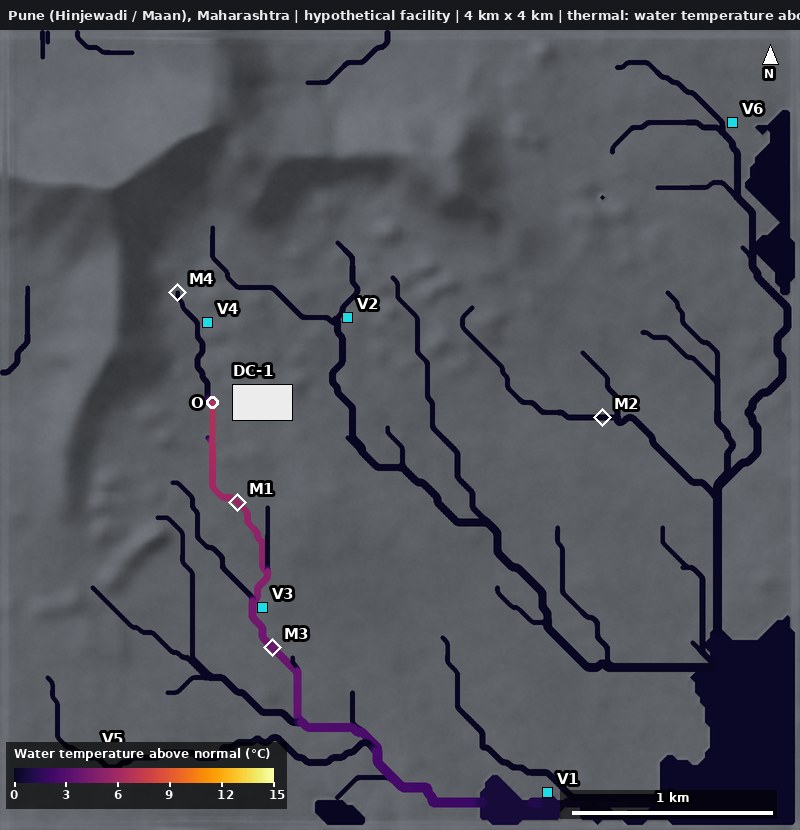 Pune (Hinjewadi / Maan), Maharashtra | hypothetical facility | 4 km x 4 km | thermal: water temperature abo
N
V6
M4
V4
V2
DC-1
O
M2
M1
V3
M3
V5
V1
Water temperature above normal (°C)
0 3 6 9 12 15
1 km